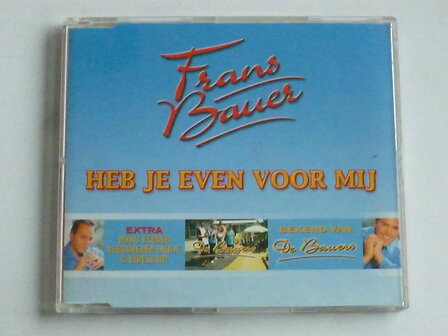 Frans
Bauer
HEB JE EVEN VOOR MIJ
EXTRA
De Bauers
BEKEND VAN
De Bauers